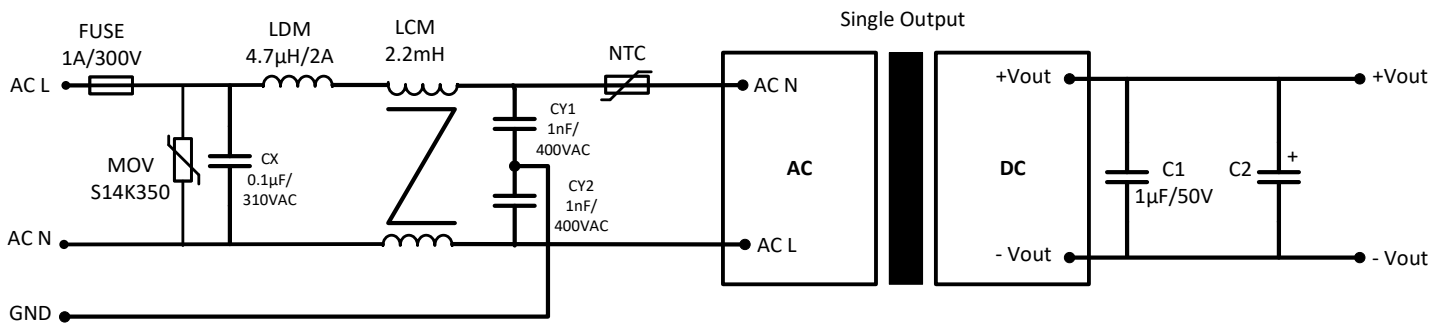 Single Output
FUSE
1A/300V
LDM
4.7µH/2A
LCM
2.2mH
NTC
AC L
AC N
+Vout
+Vout
MOV
S14K350
CX
0.1µF/
310VAC
CY1
1nF/
400VAC
CY2
1nF/
400VAC
AC
DC
C1
1µF/50V
C2
+
AC N
AC L
- Vout
- Vout
GND